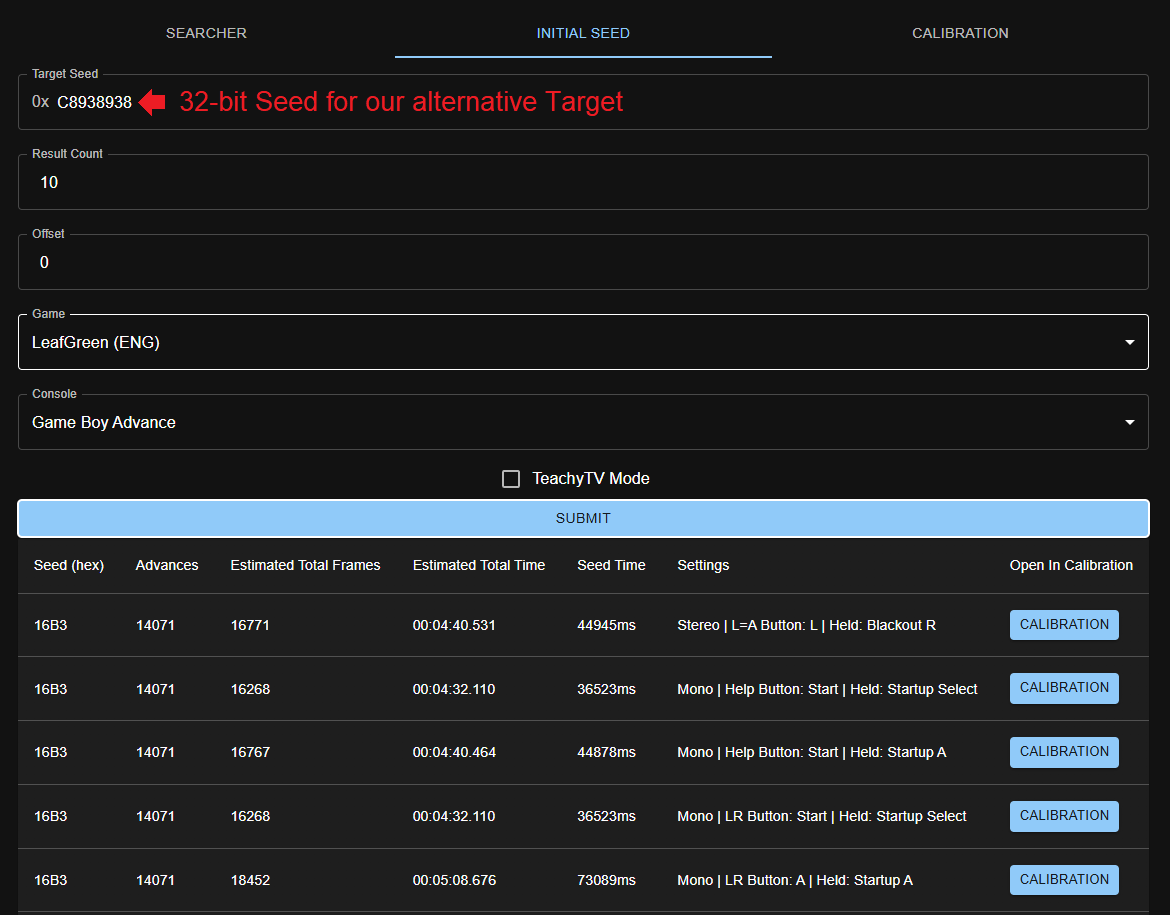 SEARCHER INITIAL SEED CALIBRATION
Target Seed
0x C8938938 32-bit Seed for our alternative Target
Result Count
10
Offset
0
Game
LeafGreen (ENG)
Console
Game Boy Advance
TeachyTV Mode
SUBMIT
Seed (hex) Advances Estimated Total Frames Estimated Total Time Seed Time Settings Open In Calibration
16B3 14071 16771 00:04:40.531 44945ms Stereo | L=A Button: L | Held: Blackout R CALIBRATION
16B3 14071 16268 00:04:32.110 36523ms Mono | Help Button: Start | Held: Startup Select CALIBRATION
16B3 14071 16767 00:04:40.464 44878ms Mono | Help Button: Start | Held: Startup A CALIBRATION
16B3 14071 16268 00:04:32.110 36523ms Mono | LR Button: Start | Held: Startup Select CALIBRATION
16B3 14071 18452 00:05:08.676 73089ms Mono | LR Button: A | Held: Startup A CALIBRATION